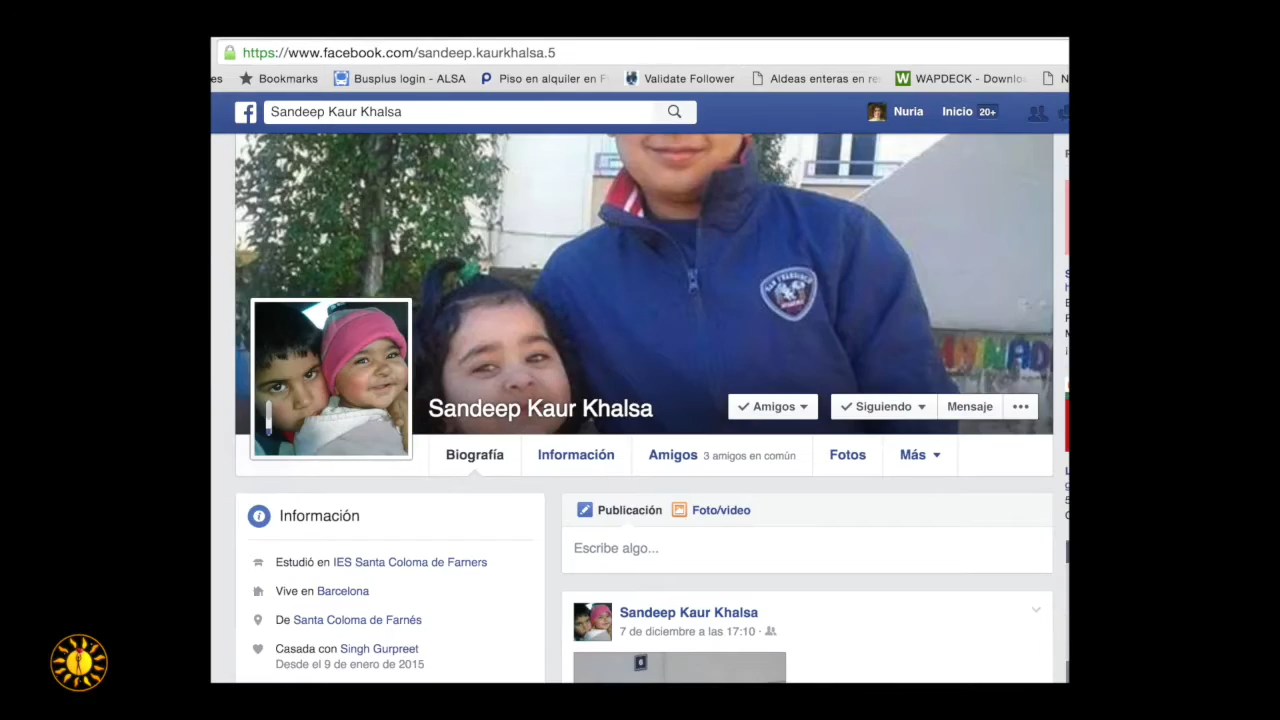 https://www.facebook.com/sandeep.kaurkhalsa.5
es Bookmarks Busplus login - ALSA Piso en alquiler en F Validate Follower Aldeas enteras en re WAPDECK - Downlo N
Sandeep Kaur Khalsa
Nuria Inicio 20+
SAN FRANCISCO
Sandeep Kaur Khalsa
Amigos Siguiendo Mensaje
Biografía Información Amigos 3 amigos en común Fotos Más
Información
Publicación Foto/video
Escribe algo...
Estudió en IES Santa Coloma de Farners
Vive en Barcelona
De Santa Coloma de Farnés
Casada con Singh Gurpreet
Desde el 9 de enero de 2015
Sandeep Kaur Khalsa
7 de diciembre a las 17:10 ·